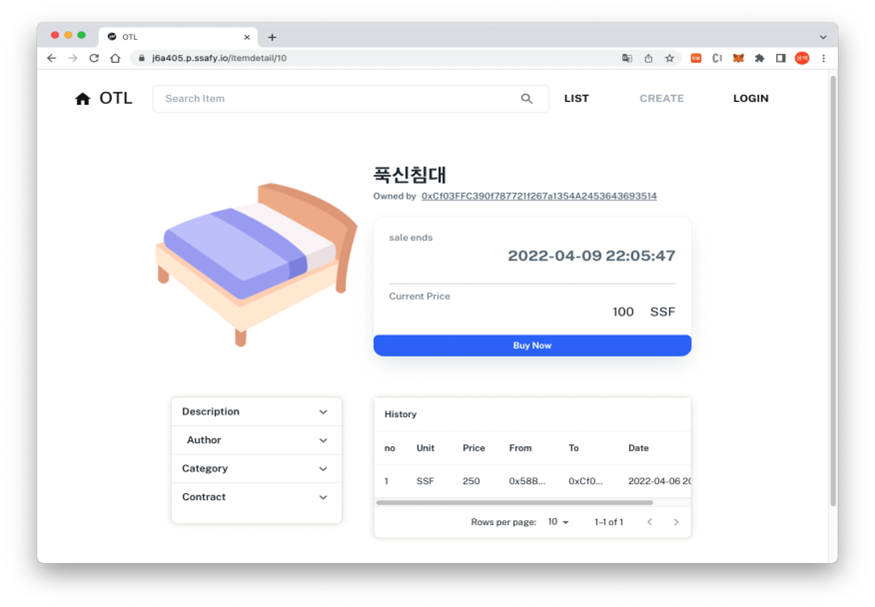 OTL
j6a405.p.ssafy.io/itemdetail/10
OTL
Search Item
LIST
CREATE
LOGIN
푹신침대
Owned by 0xCf03FFC390f787721f267a1354A2453643693514
sale ends
2022-04-09 22:05:47
Current Price
100 SSF
Buy Now
Description
Author
Category
Contract
History
no Unit Price From To Date
1 SSF 250 0x58B... 0xCf0... 2022-04-06 20
Rows per page: 10 1-1 of 1